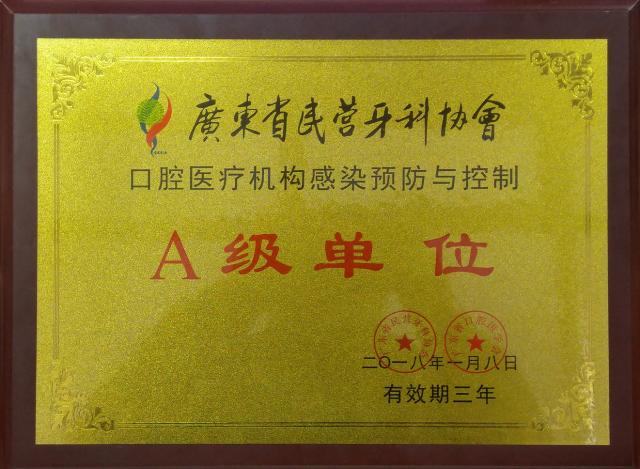 廣東省民营牙科协會
口腔医疗机构感染预防与控制
A级单位
二〇一八年一月八日
有效期三年